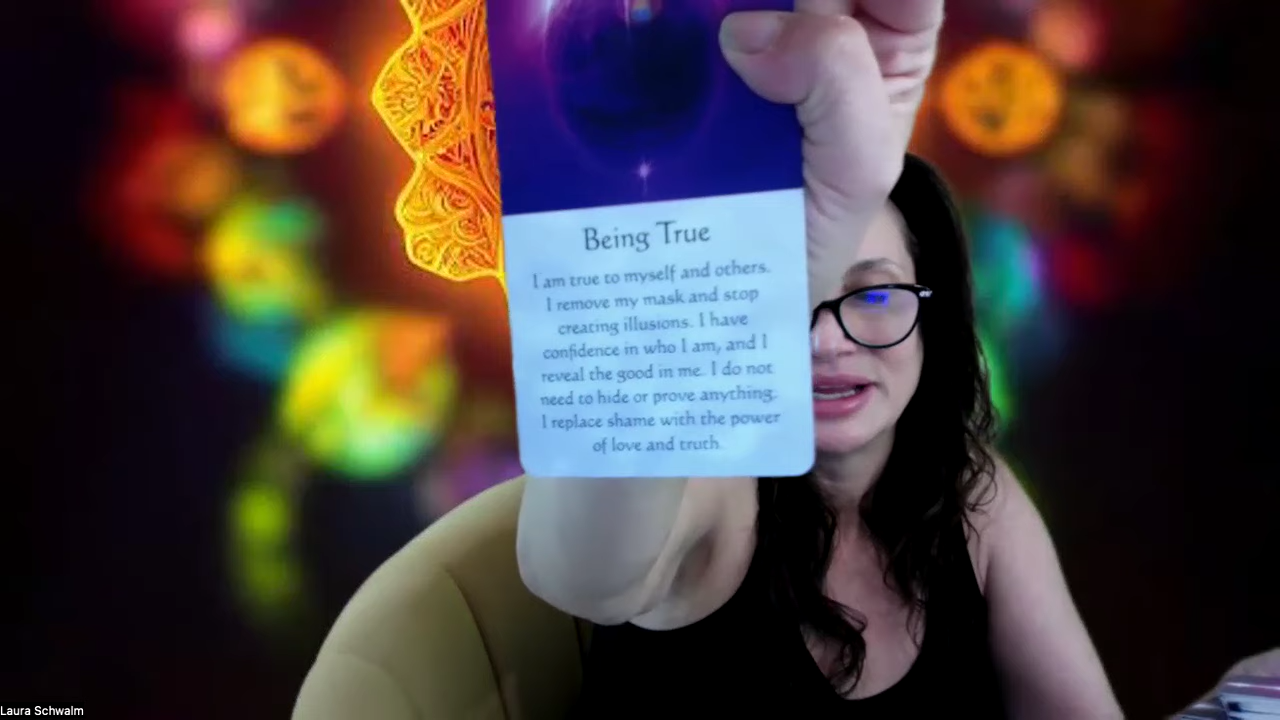 Being True
I am true to myself and others.
I remove my mask and stop
creating illusions. I have
confidence in who I am, and I
reveal the good in me. I do not
need to hide or prove anything.
I replace shame with the power
of love and truth.
Laura Schwalm